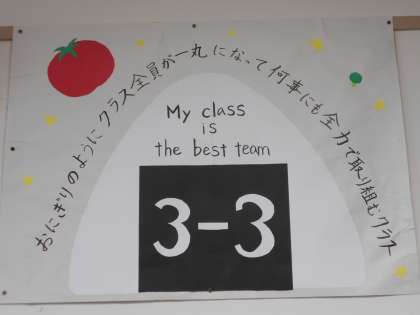 おにぎりのようにクラス全員が一丸になって何事にも全力で取り組むクラス
My class
is
the best team
3-3